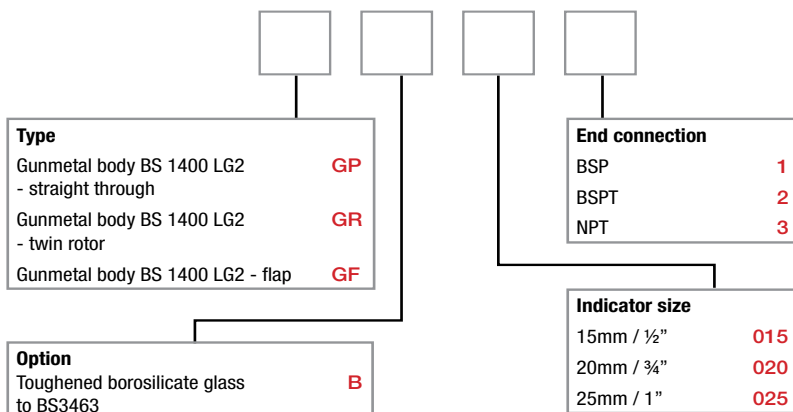 Type
Gunmetal body BS 1400 LG2 GP
- straight through
Gunmetal body BS 1400 LG2 GR
- twin rotor
Gunmetal body BS 1400 LG2 - flap GF
Option
Toughened borosilicate glass B
to BS3463
End connection
BSP 1
BSPT 2
NPT 3
Indicator size
15mm / ½” 015
20mm / ¾” 020
25mm / 1” 025